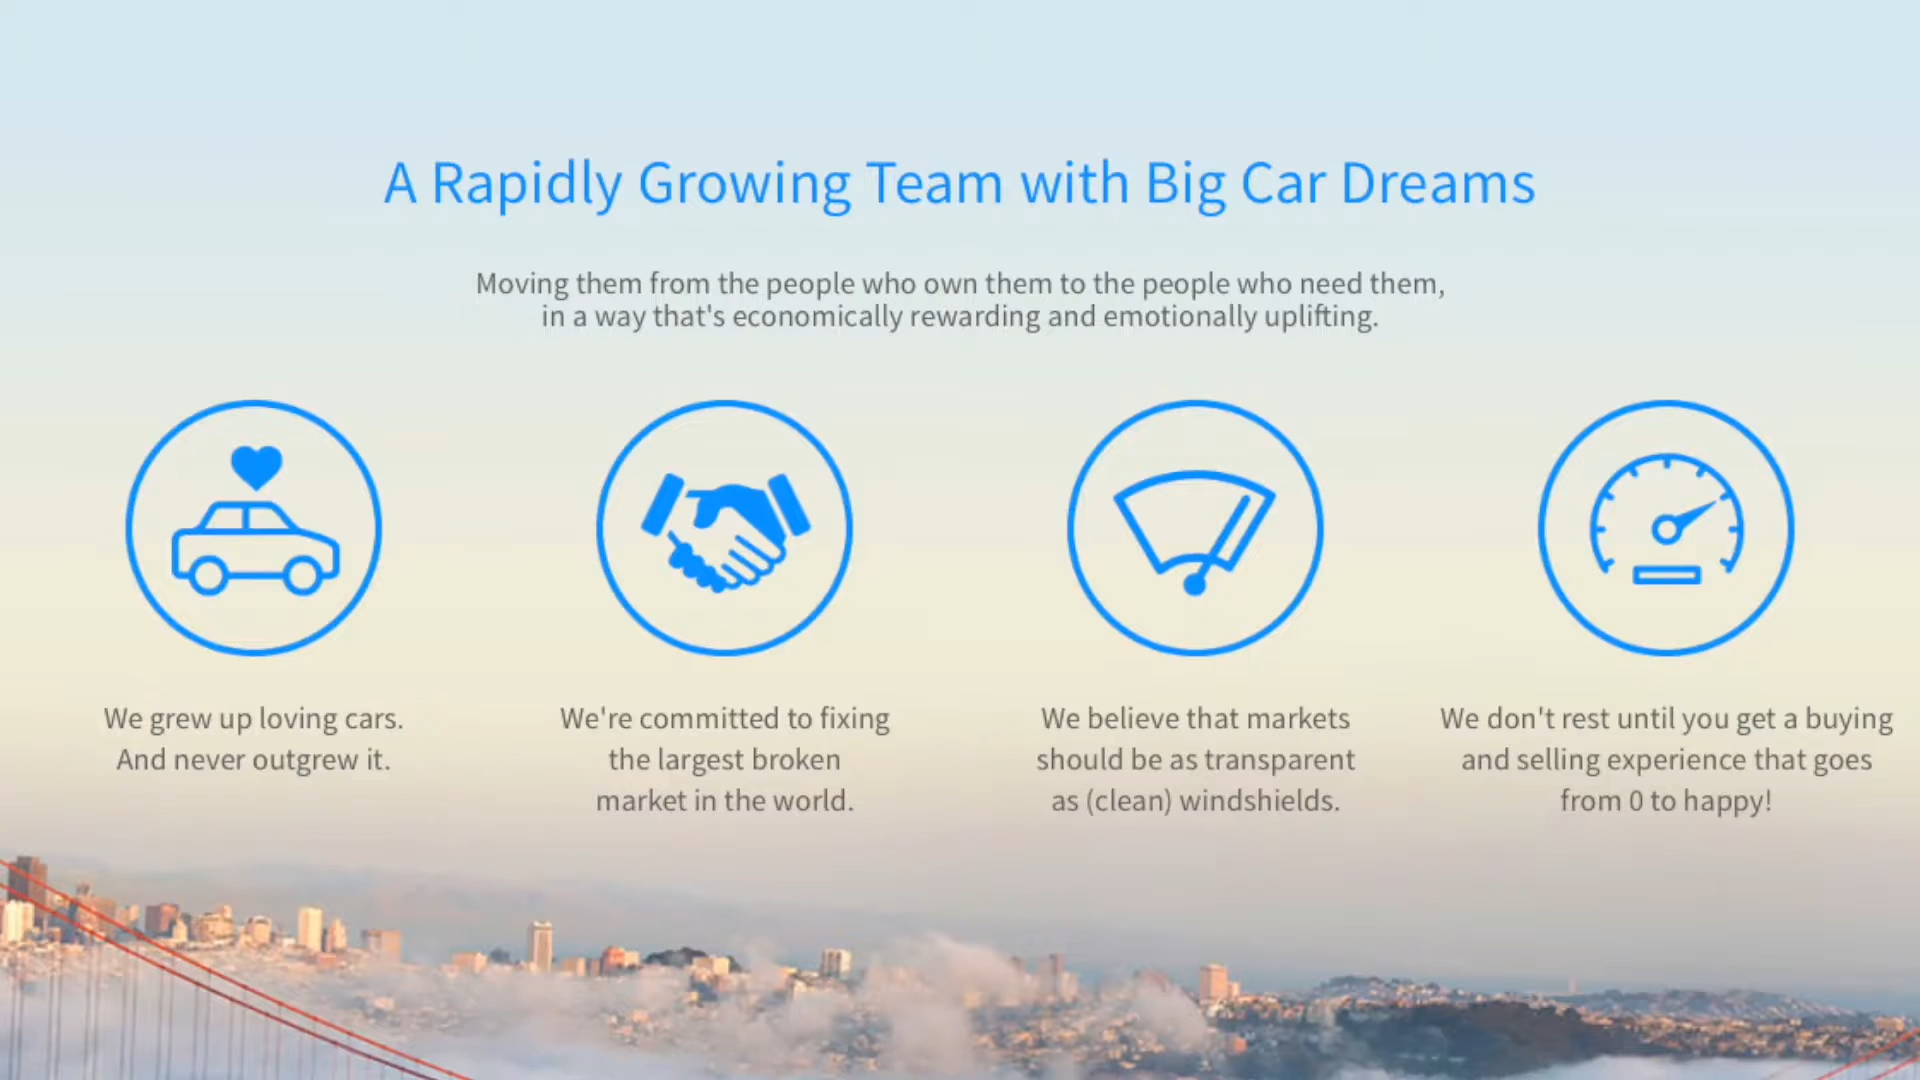 A Rapidly Growing Team with Big Car Dreams
Moving them from the people who own them to the people who need them,
in a way that's economically rewarding and emotionally uplifting.
We grew up loving cars.
And never outgrew it.
We're committed to fixing
the largest broken
market in the world.
We believe that markets
should be as transparent
as (clean) windshields.
We don't rest until you get a buying
and selling experience that goes
from 0 to happy!